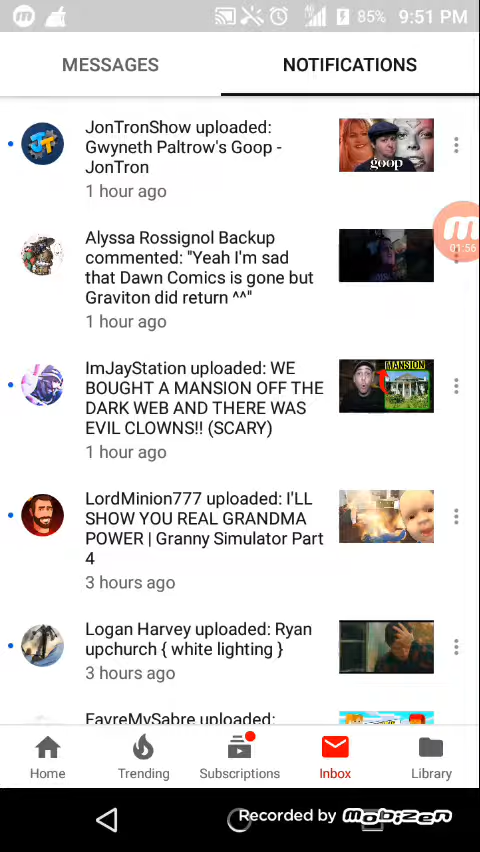 85% 9:51 PM
MESSAGES NOTIFICATIONS
JonTronShow uploaded:
Gwyneth Paltrow's Goop -
JonTron
1 hour ago
goop
Alyssa Rossignol Backup
commented: "Yeah I'm sad
that Dawn Comics is gone but
Graviton did return ^^"
1 hour ago
01:56
ImJayStation uploaded: WE
BOUGHT A MANSION OFF THE
DARK WEB AND THERE WAS
EVIL CLOWNS!! (SCARY)
1 hour ago
MANSION
LordMinion777 uploaded: I'LL
SHOW YOU REAL GRANDMA
POWER | Granny Simulator Part
4
3 hours ago
Logan Harvey uploaded: Ryan
upchurch { white lighting }
3 hours ago
FavreMySabre uploaded:
Home Trending Subscriptions Inbox Library
Recorded by Mobizen